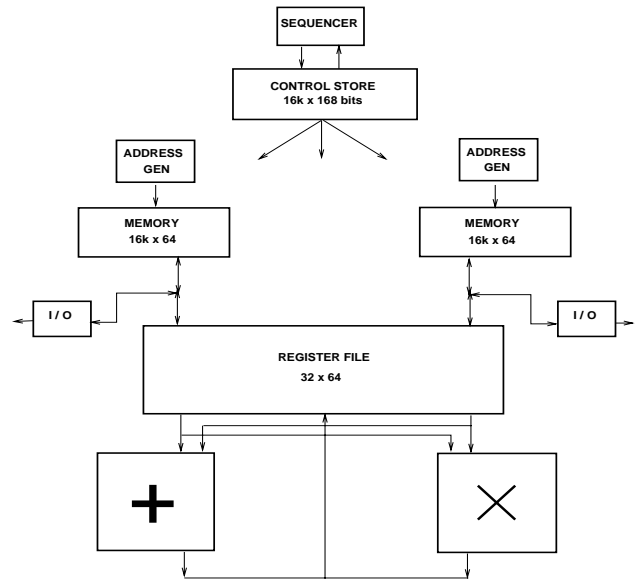 SEQUENCER
CONTROL STORE
16k x 168 bits
ADDRESS
GEN
ADDRESS
GEN
MEMORY
16k x 64
MEMORY
16k x 64
I / O
I / O
REGISTER FILE
32 x 64
+
×